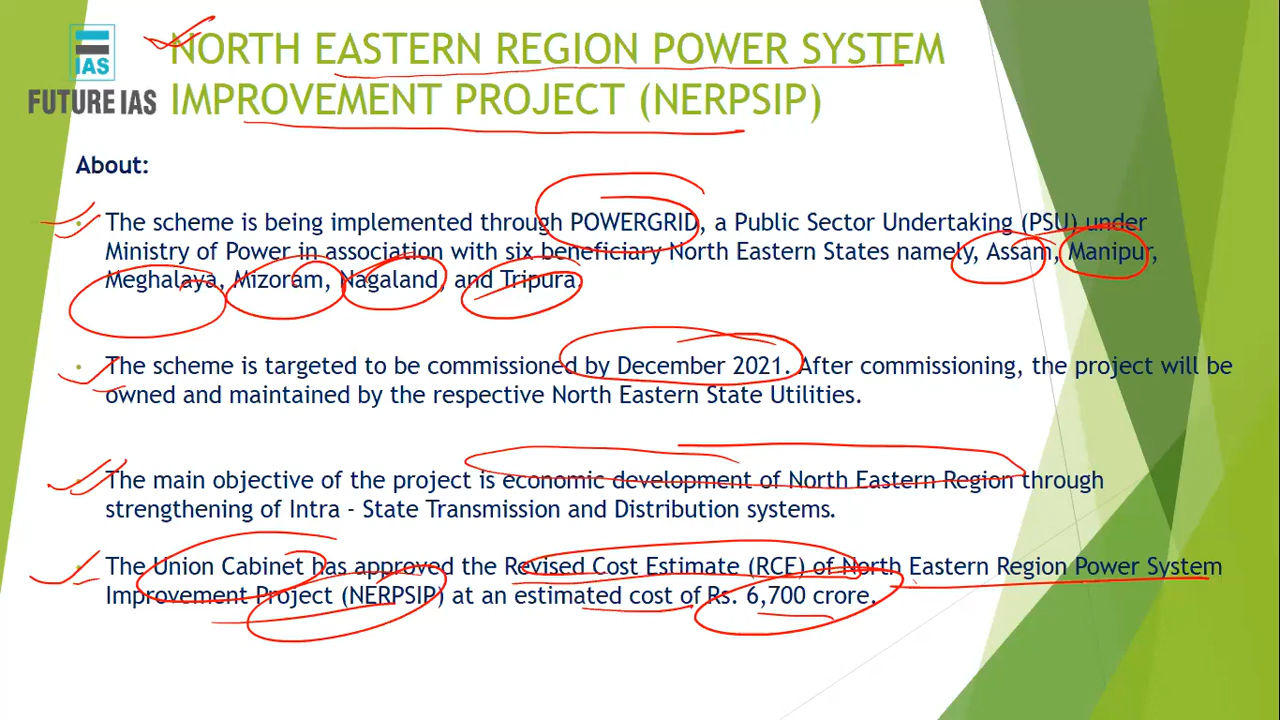 IAS
FUTURE IAS
NORTH EASTERN REGION POWER SYSTEM
IMPROVEMENT PROJECT (NERPSIP)
About:
The scheme is being implemented through POWERGRID, a Public Sector Undertaking (PSU) under
Ministry of Power in association with six beneficiary North Eastern States namely, Assam, Manipur,
Meghalaya, Mizoram, Nagaland, and Tripura.
The scheme is targeted to be commissioned by December 2021. After commissioning, the project will be
owned and maintained by the respective North Eastern State Utilities.
The main objective of the project is economic development of North Eastern Region through
strengthening of Intra - State Transmission and Distribution systems.
The Union Cabinet has approved the Revised Cost Estimate (RCE) of North Eastern Region Power System
Improvement Project (NERPSIP) at an estimated cost of Rs. 6,700 crore.